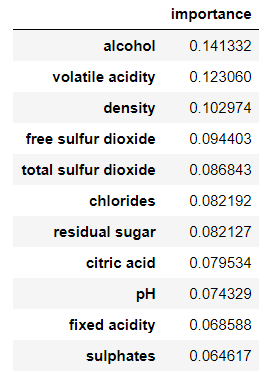 importance
alcohol 0.141332
volatile acidity 0.123060
density 0.102974
free sulfur dioxide 0.094403
total sulfur dioxide 0.086843
chlorides 0.082192
residual sugar 0.082127
citric acid 0.079534
pH 0.074329
fixed acidity 0.068588
sulphates 0.064617